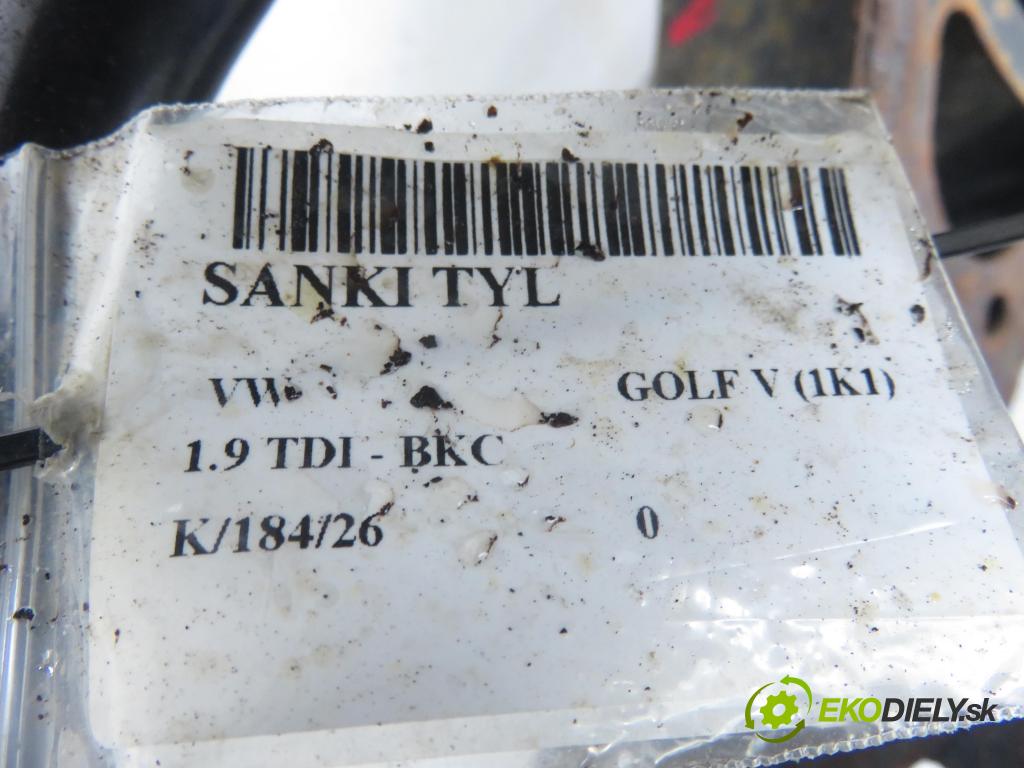 SANKI TYL
VW GOLF V (1K1)
1.9 TDI - BKC
K/184/26 0
EKODIELY.sk